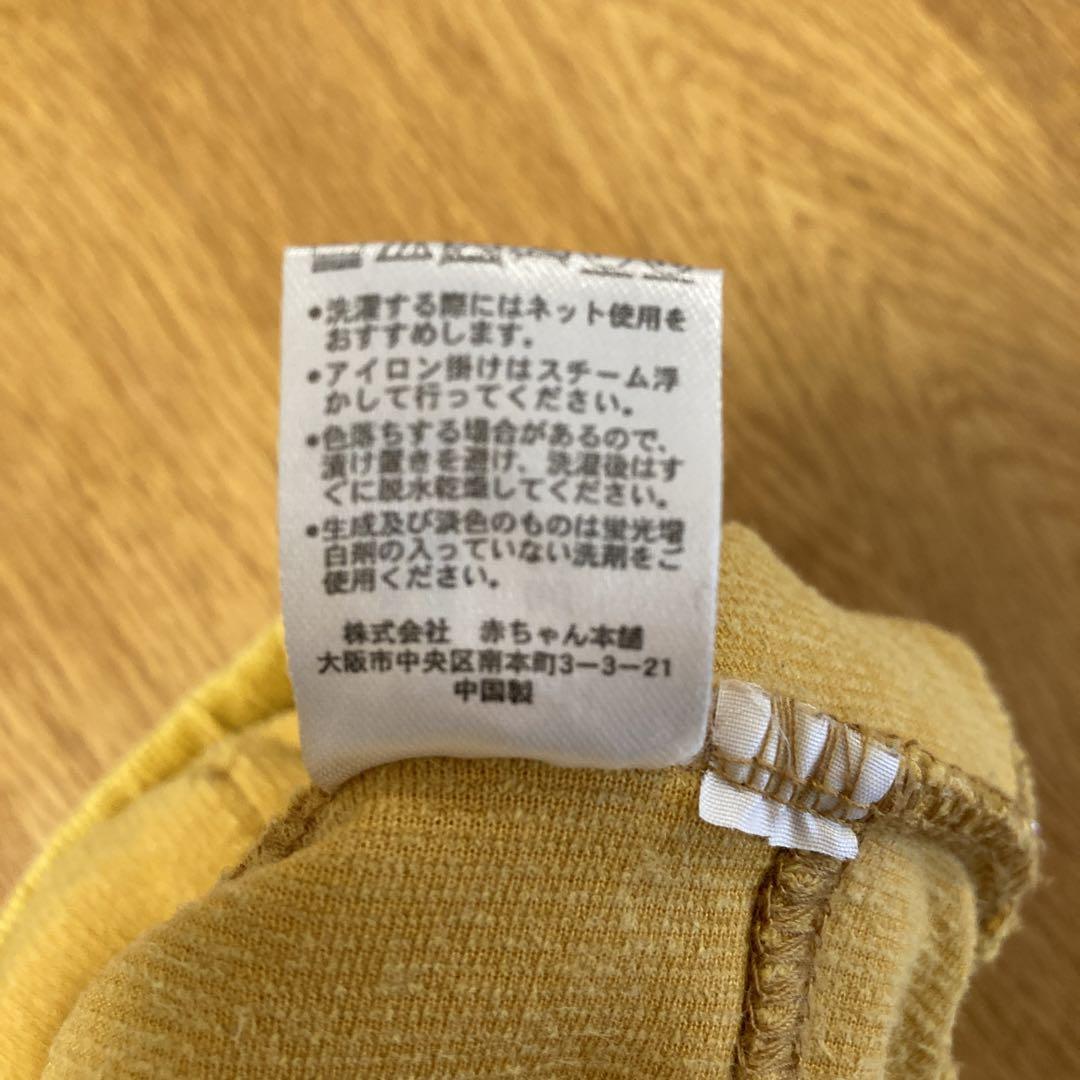 •洗濯する際にはネット使用を
おすすめします。
•アイロン掛けはスチーム浮
かして行ってください。
•色落ちする場合があるので、
漬け置きを避け、洗濯後はす
ぐに脱水乾燥してください。
•生成及び淡色のものは蛍光増
白剤の入っていない洗剤をご
使用ください。
株式会社　赤ちゃん本舗
大阪市中央区南本町3-3-21
中国製